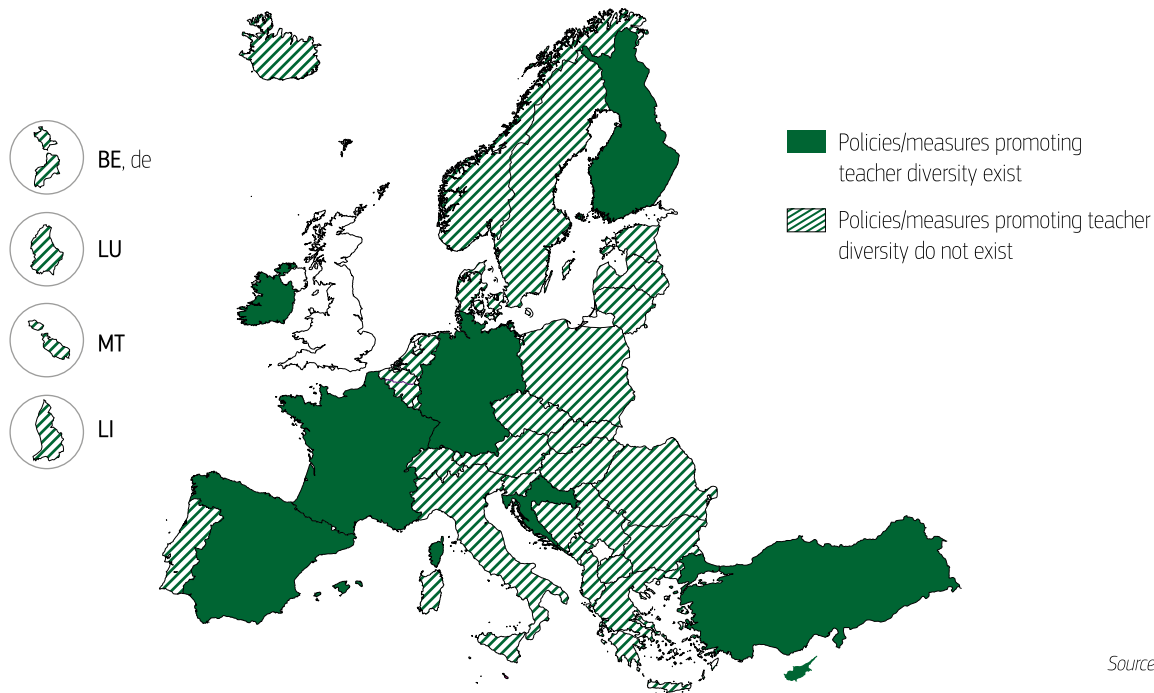 BE, de
LU
MT
LI
Policies/measures promoting
teacher diversity exist
Policies/measures promoting teacher
diversity do not exist
Source